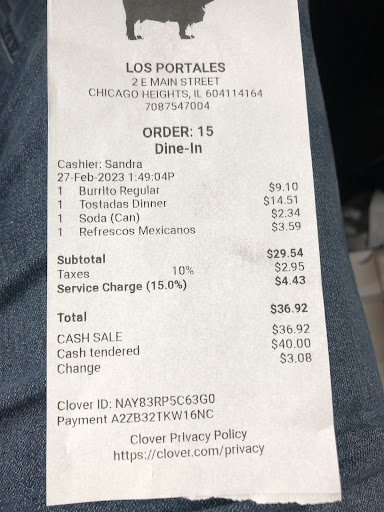 LOS PORTALES
2 E MAIN STREET
CHICAGO HEIGHTS, IL 604114164
7087547004
ORDER: 15
Dine-In
Cashier: Sandra
27-Feb-2023 1:49:04P
1 Burrito Regular $9.10
1 Tostadas Dinner $14.51
1 Soda (Can) $2.34
1 Refrescos Mexicanos $3.59
Subtotal $29.54
Taxes 10% $2.95
Service Charge (15.0%) $4.43
Total $36.92
CASH SALE $36.92
Cash tendered $40.00
Change $3.08
Clover ID: NAY83RP5C63G0
Payment A2ZB32TKW16NC
Clover Privacy Policy
https://clover.com/privacy